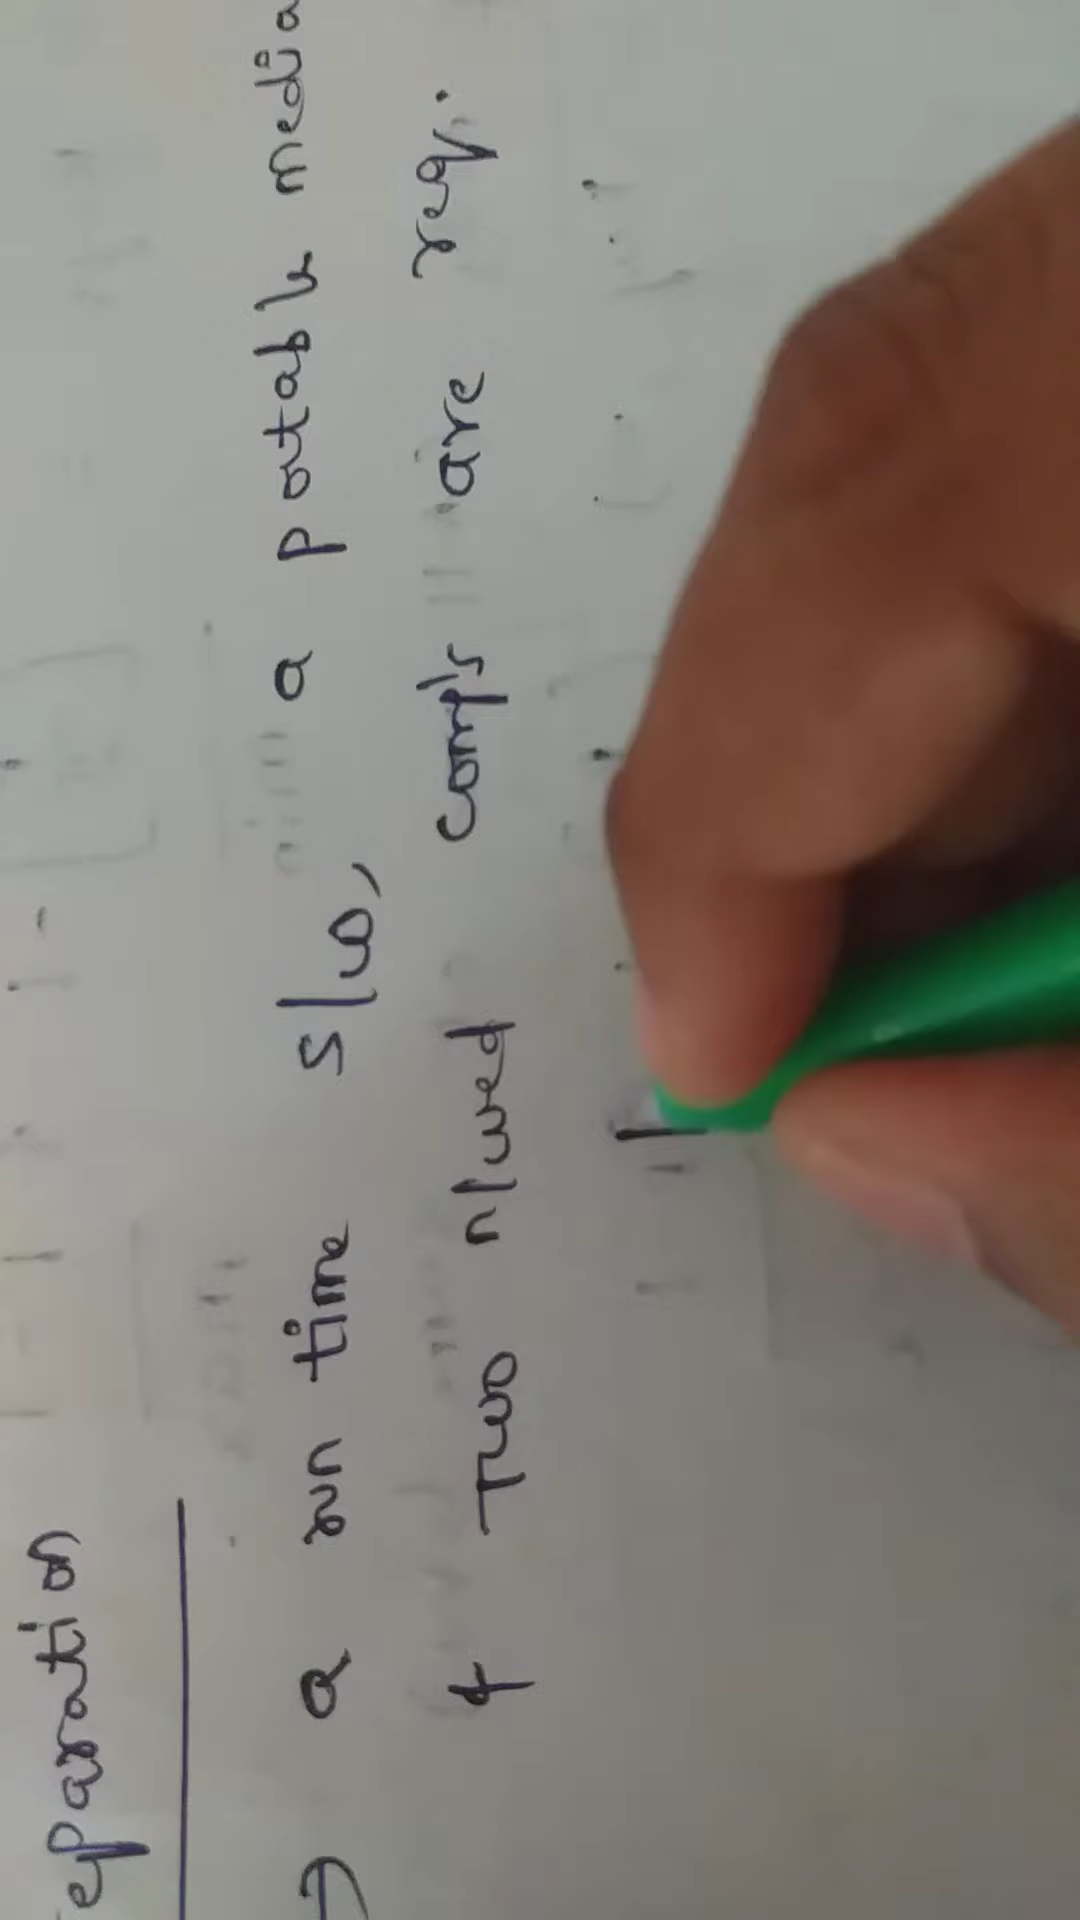 eparation
→ a run time s/w, a portable media
& Two n/wed comp's are req.